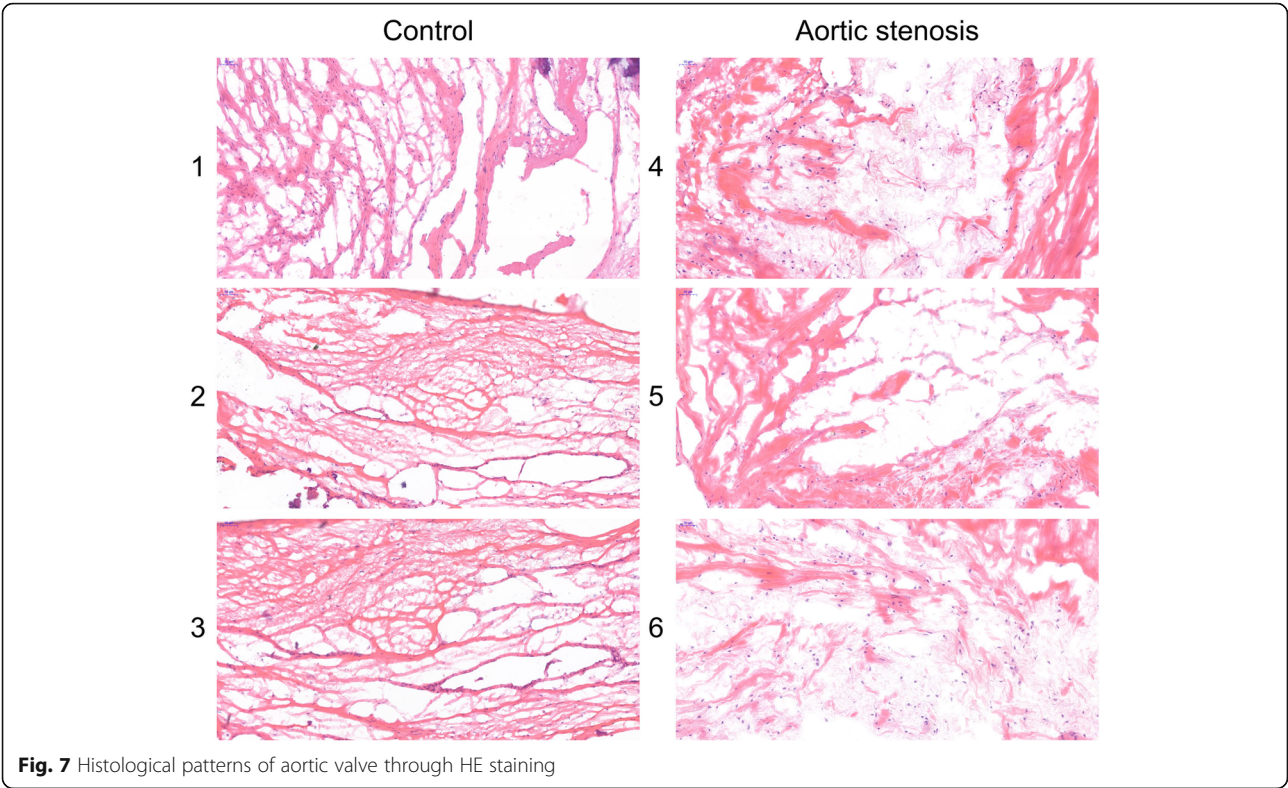 Control
Aortic stenosis
1
4
2
5
3
6
Fig. 7 Histological patterns of aortic valve through HE staining